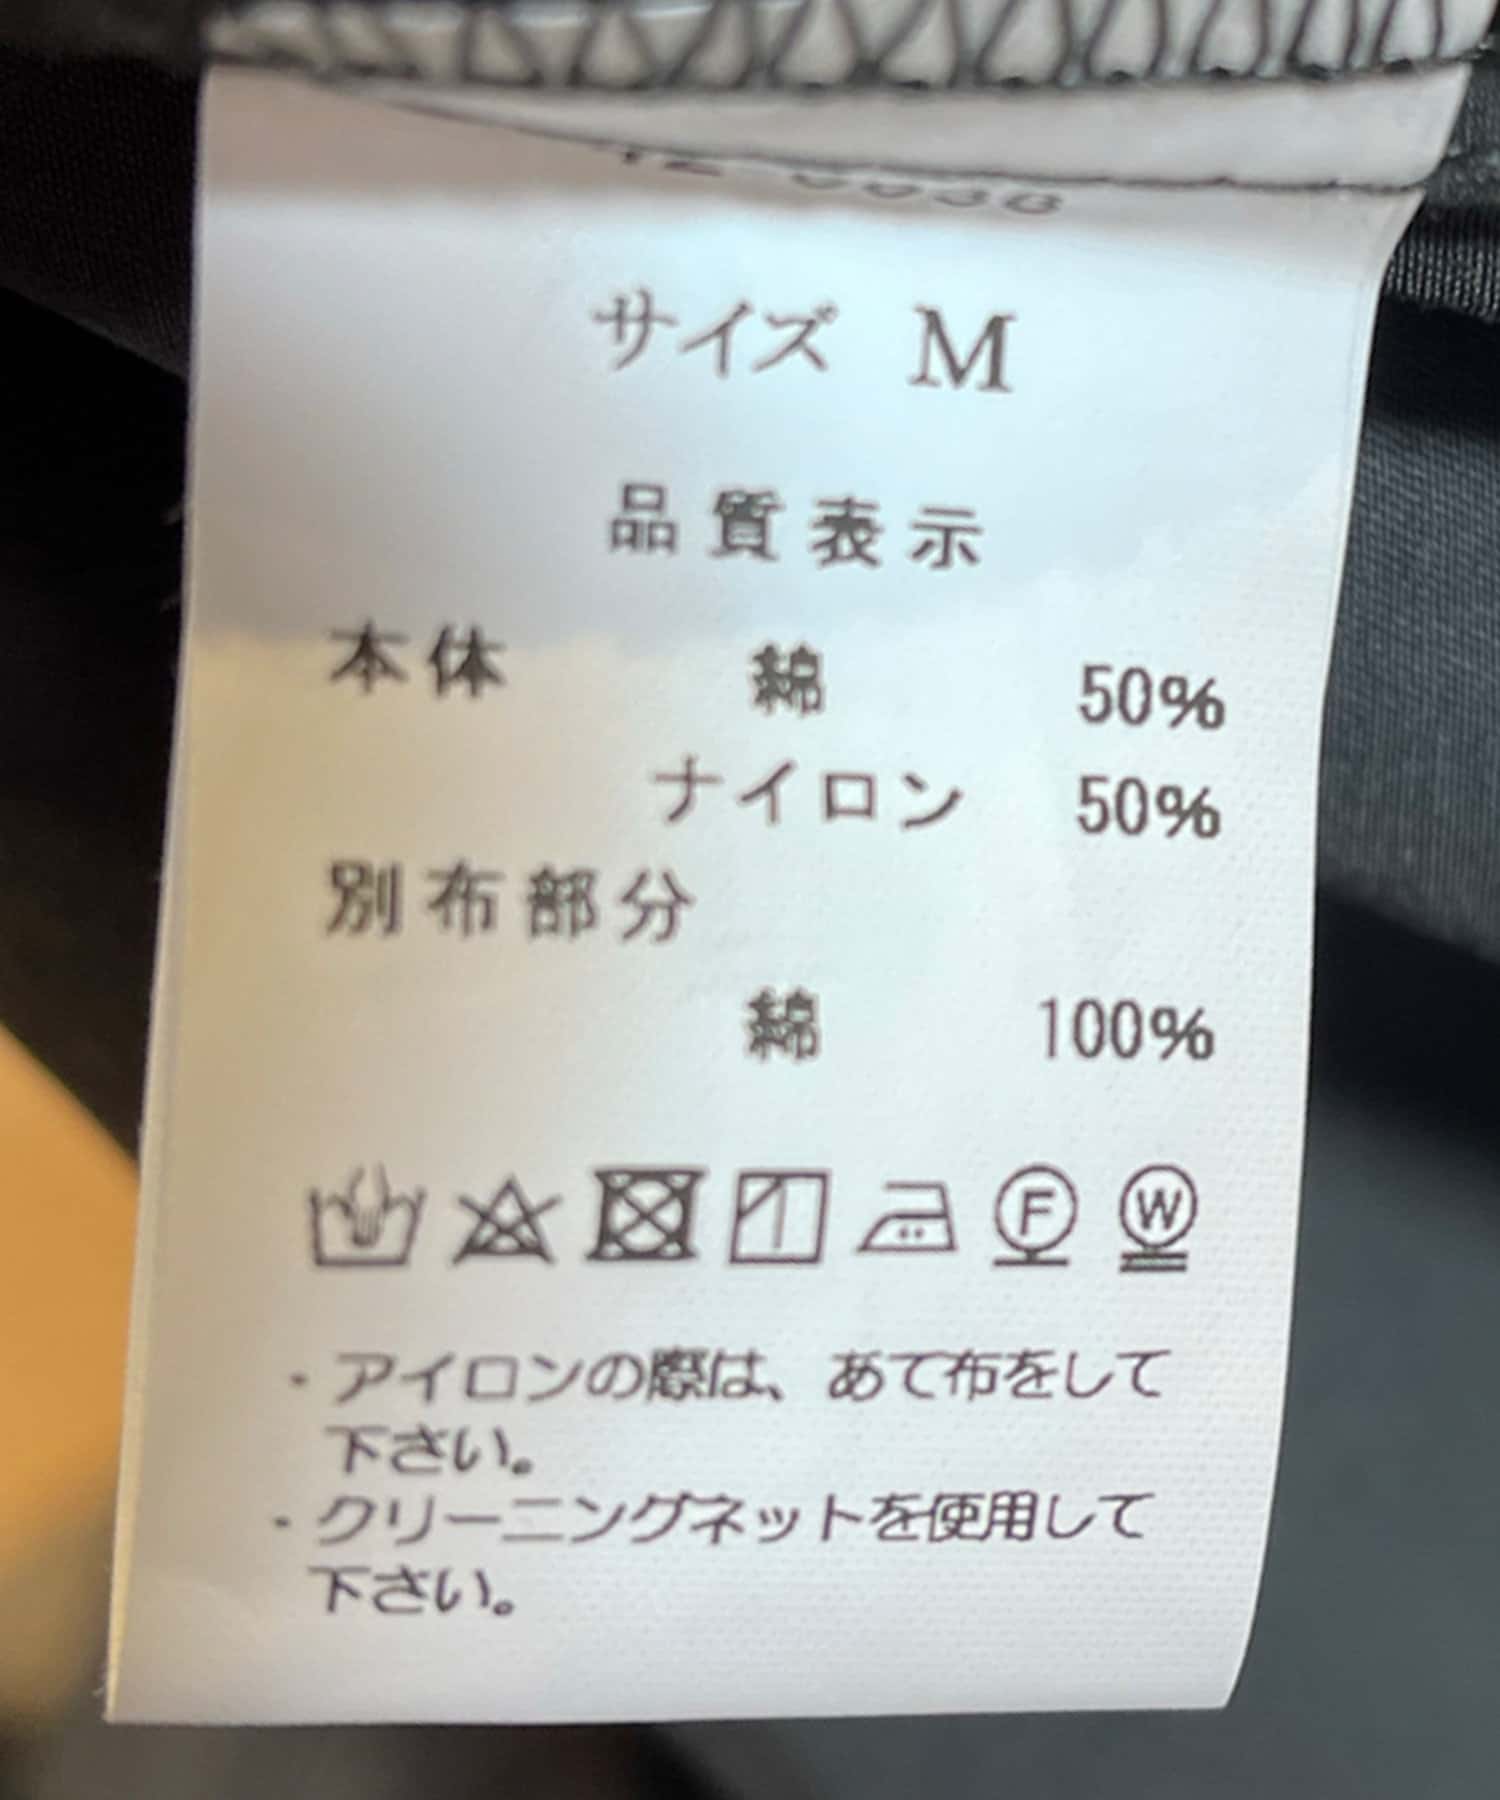 サイズ M
品質表示
本体 綿 50%
ナイロン 50%
別布部分
綿 100%
F W
・アイロンの際は、あて布をして
下さい。
・クリーニングネットを使用して
下さい。